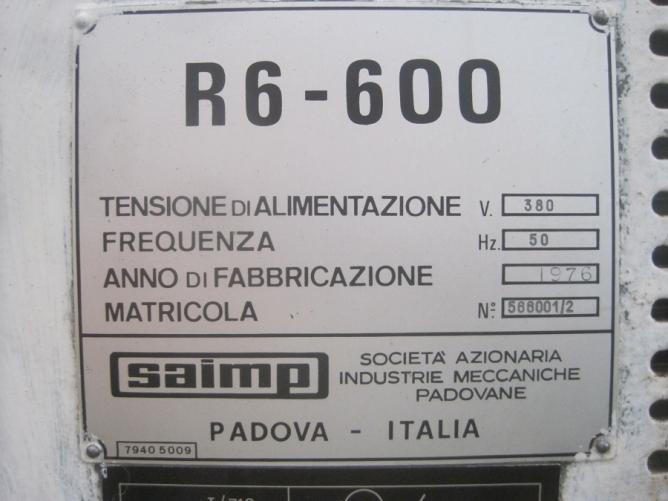 R6-600
TENSIONE DI ALIMENTAZIONE V. 380
FREQUENZA Hz. 50
ANNO DI FABBRICAZIONE 1976
MATRICOLA N° 566001/2
saimp
SOCIETÀ AZIONARIA
INDUSTRIE MECCANICHE
PADOVANE
PADOVA - ITALIA
7940 5009